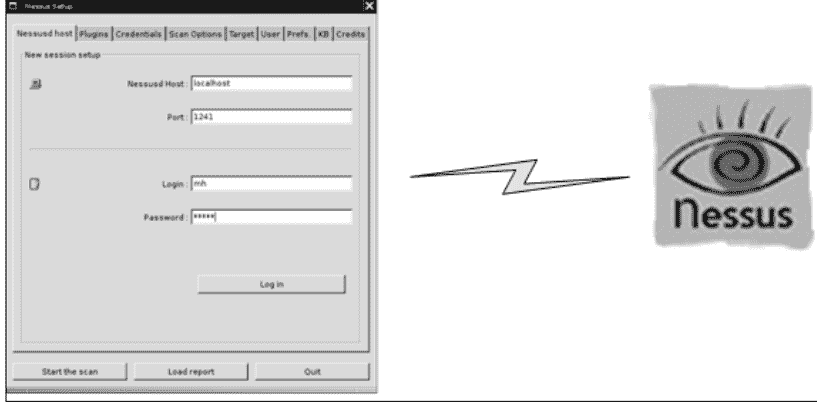 Nessus Setup
Nessusd host Plugins Credentials Scan Options Target User Prefs. KB Credits
New session setup
Nessusd Host : localhost
Port : 1241
Login : mh
Password : *****
Log in
Start the scan Load report Quit
Nessus